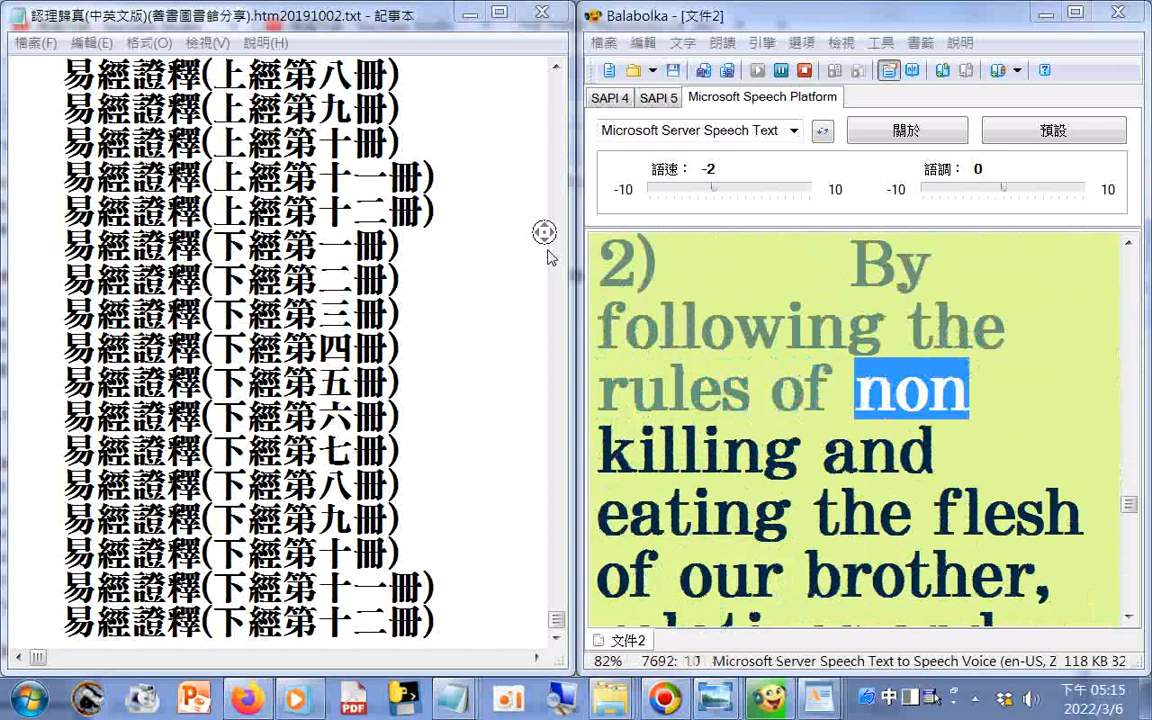 認理歸真(中英文版)(善書圖書館分享).htm20191002.txt - 記事本
檔案(F) 編輯(E) 格式(O) 檢視(V) 說明(H)
易經證釋(上經第八冊)
易經證釋(上經第九冊)
易經證釋(上經第十冊)
易經證釋(上經第十一冊)
易經證釋(上經第十二冊)
易經證釋(下經第一冊)
易經證釋(下經第二冊)
易經證釋(下經第三冊)
易經證釋(下經第四冊)
易經證釋(下經第五冊)
易經證釋(下經第六冊)
易經證釋(下經第七冊)
易經證釋(下經第八冊)
易經證釋(下經第九冊)
易經證釋(下經第十冊)
易經證釋(下經第十一冊)
易經證釋(下經第十二冊)
Balabolka - [文件2]
檔案 編輯 文字 朗讀 引擎 選項 檢視 工具 書籤 說明
SAPI 4 SAPI 5 Microsoft Speech Platform
Microsoft Server Speech Text 關於 預設
語速： -2 語調： 0
-10 10 -10 10
2) By
following the
rules of non
killing and
eating the flesh
of our brother,
文件2
82% 7692: Microsoft Server Speech Text to Speech Voice (en-US, Z 118 KB 32
PDF 中
下午 05:15
2022/3/6